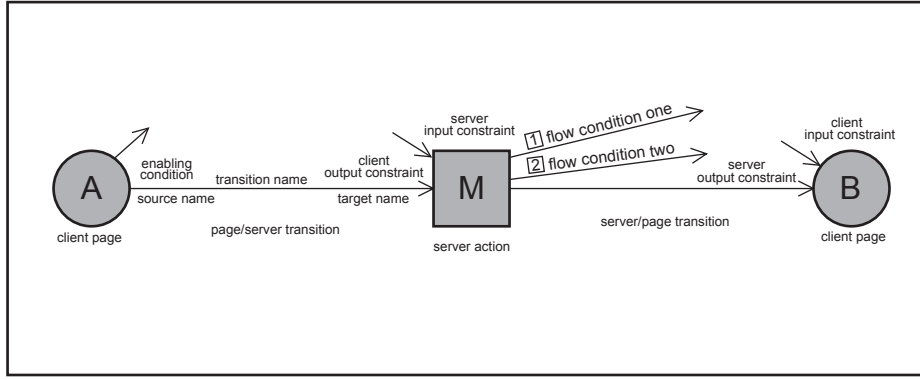 A
client page
enabling
condition
source name
transition name
page/server transition
client
output constraint
target name
server
input constraint
M
server action
1 flow condition one
2 flow condition two
server
output constraint
server/page transition
client
input constraint
B
client page